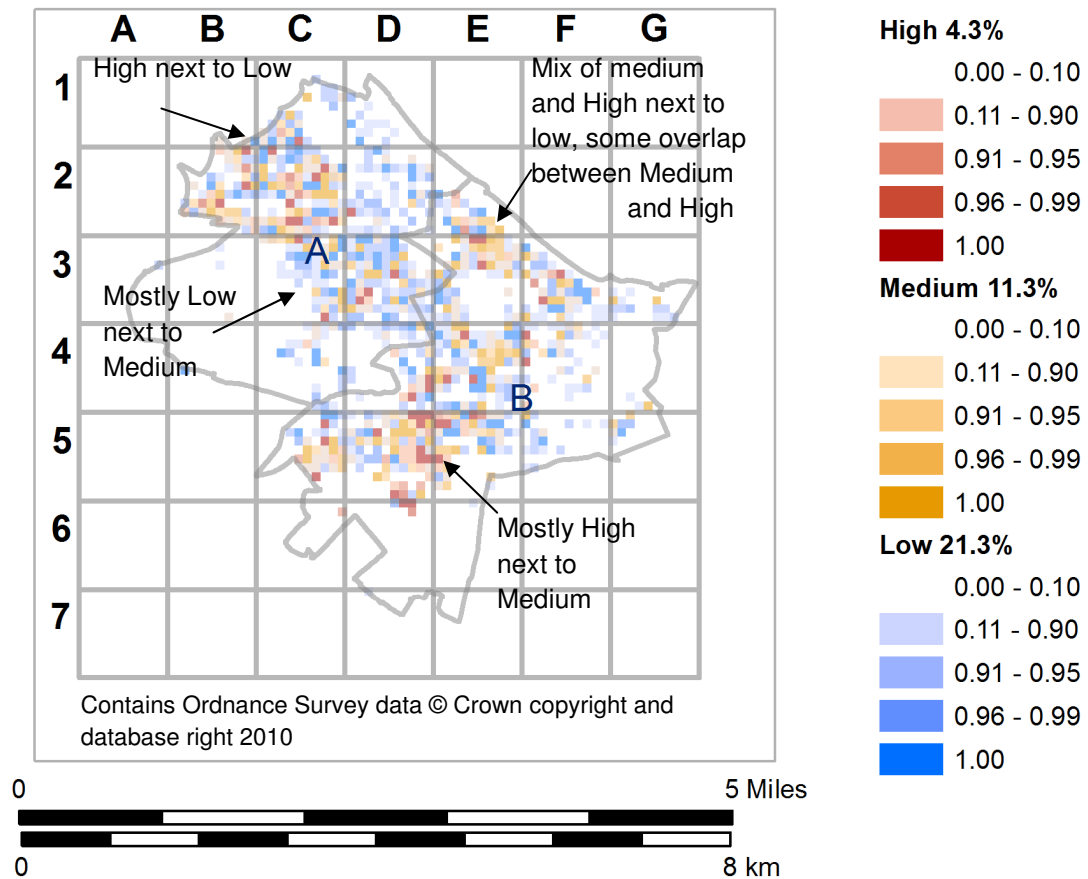 A B C D E F G
1
2
3
4
5
6
7
High next to Low
Mix of medium
and High next to
low, some overlap
between Medium
and High
A
Mostly Low
next to
Medium
B
Mostly High
next to
Medium
Contains Ordnance Survey data © Crown copyright and
database right 2010
0 5 Miles
0 8 km
High 4.3%
0.00 - 0.10
0.11 - 0.90
0.91 - 0.95
0.96 - 0.99
1.00
Medium 11.3%
0.00 - 0.10
0.11 - 0.90
0.91 - 0.95
0.96 - 0.99
1.00
Low 21.3%
0.00 - 0.10
0.11 - 0.90
0.91 - 0.95
0.96 - 0.99
1.00